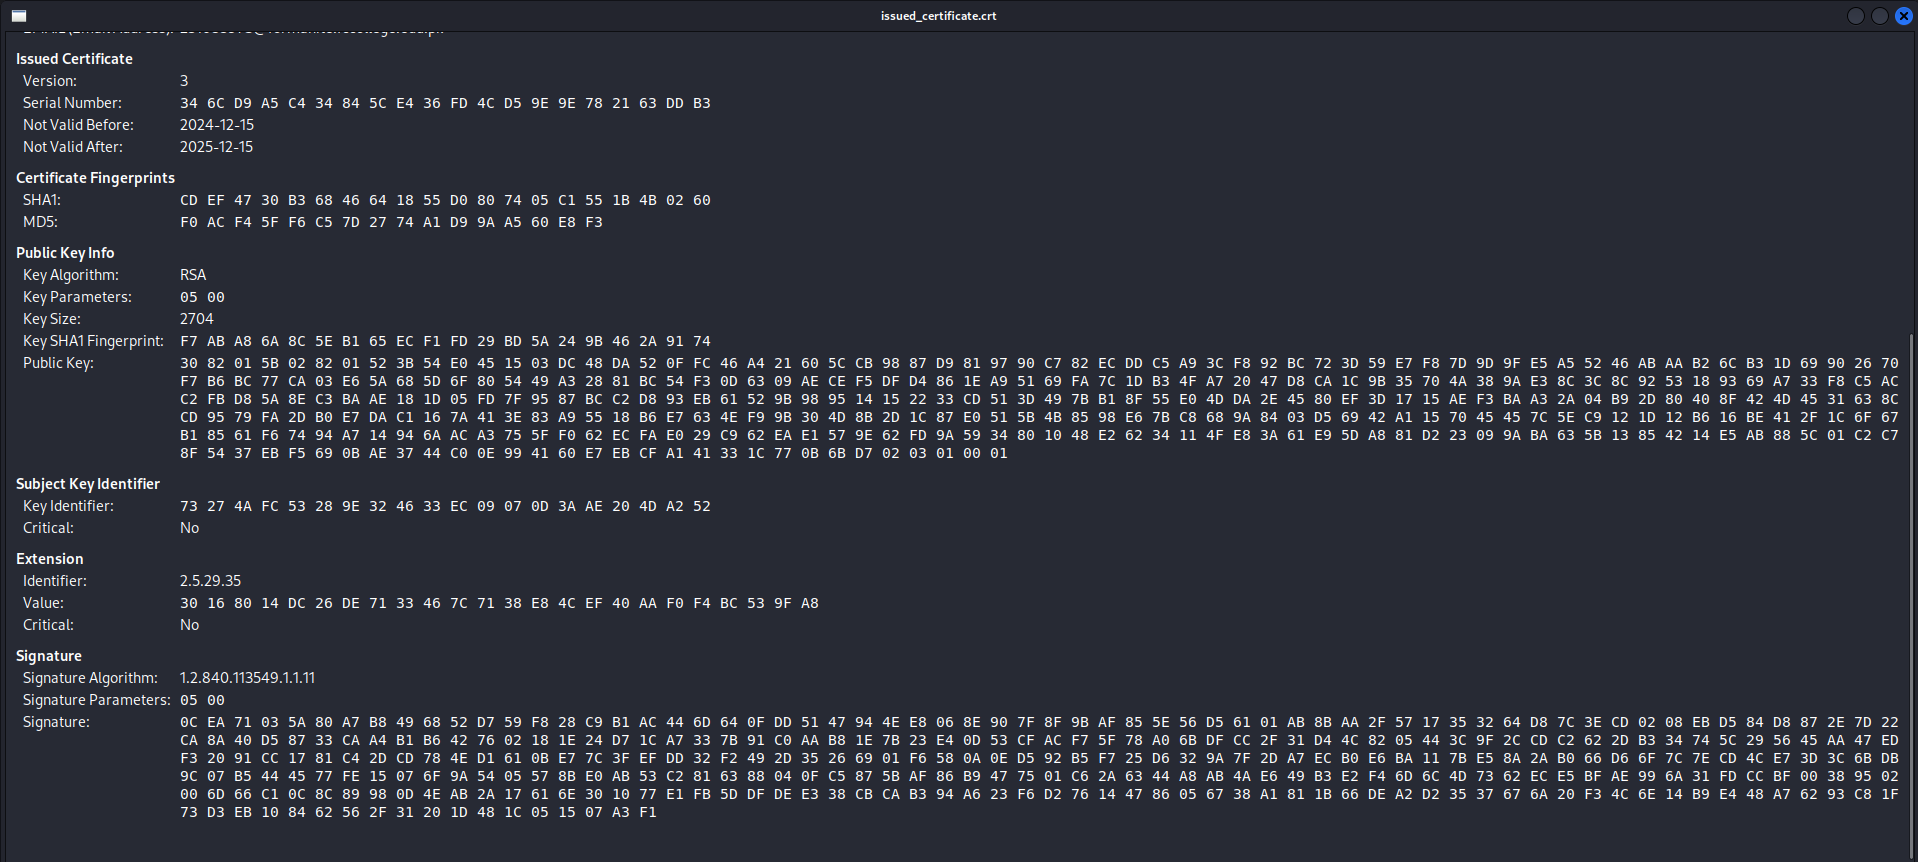 issued_certificate.crt
Issued Certificate
Version: 3
Serial Number: 34 6C D9 A5 C4 34 84 5C E4 36 FD 4C D5 9E 9E 78 21 63 DD B3
Not Valid Before: 2024-12-15
Not Valid After: 2025-12-15
Certificate Fingerprints
SHA1: CD EF 47 30 B3 68 46 64 18 55 D0 80 74 05 C1 55 1B 4B 02 60
MD5: F0 AC F4 5F F6 C5 7D 27 74 A1 D9 9A A5 60 E8 F3
Public Key Info
Key Algorithm: RSA
Key Parameters: 05 00
Key Size: 2704
Key SHA1 Fingerprint: F7 AB A8 6A 8C 5E B1 65 EC F1 FD 29 BD 5A 24 9B 46 2A 91 74
Public Key: 30 82 01 5B 02 82 01 52 3B 54 E0 45 15 03 DC 48 DA 52 0F FC 46 A4 21 60 5C CB 98 87 D9 81 97 90 C7 82 EC DD C5 A9 3C F8 92 BC 72 3D 59 E7 F8 7D 9D 9F E5 A5 52 46 AB AA B2 6C B3 1D 69 90 26 70
F7 B6 BC 77 CA 03 E6 5A 68 5D 6F 80 54 49 A3 28 81 BC 54 F3 0D 63 09 AE CE F5 DF D4 86 1E A9 51 69 FA 7C 1D B3 4F A7 20 47 D8 CA 1C 9B 35 70 4A 38 9A E3 8C 3C 8C 92 53 18 93 69 A7 33 F8 C5 AC
C2 FB D8 5A 8E C3 BA AE 18 1D 05 FD 7F 95 87 BC C2 D8 93 EB 61 52 9B 98 95 14 15 22 33 CD 51 3D 49 7B B1 8F 55 E0 4D DA 2E 45 80 EF 3D 17 15 AE F3 BA A3 2A 04 B9 2D 80 40 8F 42 4D 45 31 63 8C
CD 95 79 FA 2D B0 E7 DA C1 16 7A 41 3E 83 A9 55 18 B6 E7 63 4E F9 9B 30 4D 8B 2D 1C 87 E0 51 5B 4B 85 98 E6 7B C8 68 9A 84 03 D5 69 42 A1 15 70 45 45 7C 5E C9 12 1D 12 B6 16 BE 41 2F 1C 6F 67
B1 85 61 F6 74 94 A7 14 94 6A AC A3 75 5F F0 62 EC FA E0 29 C9 62 EA E1 57 9E 62 FD 9A 59 34 80 10 48 E2 62 34 11 4F E8 3A 61 E9 5D A8 81 D2 23 09 9A BA 63 5B 13 85 42 14 E5 AB 88 5C 01 C2 C7
8F 54 37 EB F5 69 0B AE 37 44 C0 0E 99 41 60 E7 EB CF A1 41 33 1C 77 0B 6B D7 02 03 01 00 01
Subject Key Identifier
Key Identifier: 73 27 4A FC 53 28 9E 32 46 33 EC 09 07 0D 3A AE 20 4D A2 52
Critical: No
Extension
Identifier: 2.5.29.35
Value: 30 16 80 14 DC 26 DE 71 33 46 7C 71 38 E8 4C EF 40 AA F0 F4 BC 53 9F A8
Critical: No
Signature
Signature Algorithm: 1.2.840.113549.1.1.11
Signature Parameters: 05 00
Signature: 0C EA 71 03 5A 80 A7 B8 49 68 52 D7 59 F8 28 C9 B1 AC 44 6D 64 0F DD 51 47 94 4E E8 06 8E 90 7F 8F 9B AF 85 5E 56 D5 61 01 AB 8B AA 2F 57 17 35 32 64 D8 7C 3E CD 02 08 EB D5 84 D8 87 2E 7D 22
CA 8A 40 D5 87 33 CA A4 B1 B6 42 76 02 18 1E 24 D7 1C A7 33 7B 91 C0 AA B8 1E 7B 23 E4 0D 53 CF AC F7 5F 78 A0 6B DF CC 2F 31 D4 4C 82 05 44 3C 9F 2C CD C2 62 2D B3 34 74 5C 29 56 45 AA 47 ED
F3 20 91 CC 17 81 C4 2D CD 78 4E D1 61 0B E7 7C 3F EF DD 32 F2 49 2D 35 26 69 01 F6 58 0A 0E D5 92 B5 F7 25 D6 32 9A 7F 2D A7 EC B0 E6 BA 11 7B E5 8A 2A B0 66 D6 6F 7C 7E CD 4C E7 3D 3C 6B DB
9C 07 B5 44 45 77 FE 15 07 6F 9A 54 05 57 8B E0 AB 53 C2 81 63 88 04 0F C5 87 5B AF 86 B9 47 75 01 C6 2A 63 44 A8 AB 4A E6 49 B3 E2 F4 6D 6C 4D 73 62 EC E5 BF AE 99 6A 31 FD CC BF 00 38 95 02
00 6D 66 C1 0C 8C 89 98 0D 4E AB 2A 17 61 6E 30 10 77 E1 FB 5D DF DE E3 38 CB CA B3 94 A6 23 F6 D2 76 14 47 86 05 67 38 A1 81 1B 66 DE A2 D2 35 37 67 6A 20 F3 4C 6E 14 B9 E4 48 A7 62 93 C8 1F
73 D3 EB 10 84 62 56 2F 31 20 1D 48 1C 05 15 07 A3 F1